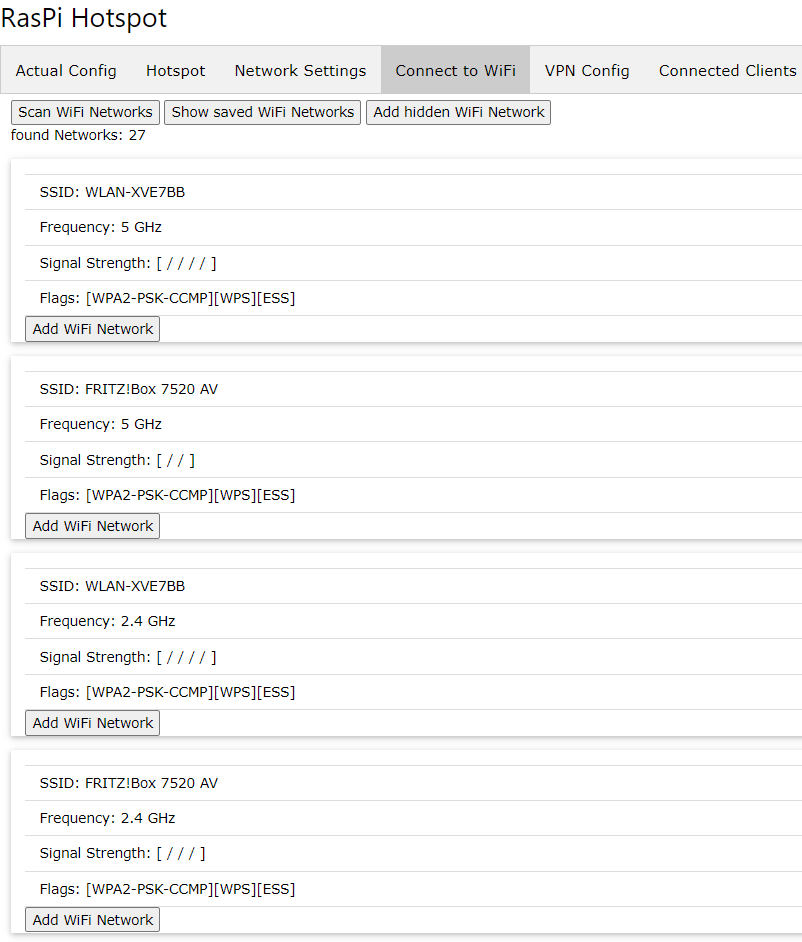 RasPi Hotspot
Actual Config Hotspot Network Settings Connect to WiFi VPN Config Connected Clients
Scan WiFi Networks Show saved WiFi Networks Add hidden WiFi Network
found Networks: 27
SSID: WLAN-XVE7BB
Frequency: 5 GHz
Signal Strength: [ / / / / ]
Flags: [WPA2-PSK-CCMP][WPS][ESS]
Add WiFi Network
SSID: FRITZ!Box 7520 AV
Frequency: 5 GHz
Signal Strength: [ / / ]
Flags: [WPA2-PSK-CCMP][WPS][ESS]
Add WiFi Network
SSID: WLAN-XVE7BB
Frequency: 2.4 GHz
Signal Strength: [ / / / / ]
Flags: [WPA2-PSK-CCMP][WPS][ESS]
Add WiFi Network
SSID: FRITZ!Box 7520 AV
Frequency: 2.4 GHz
Signal Strength: [ / / / ]
Flags: [WPA2-PSK-CCMP][WPS][ESS]
Add WiFi Network